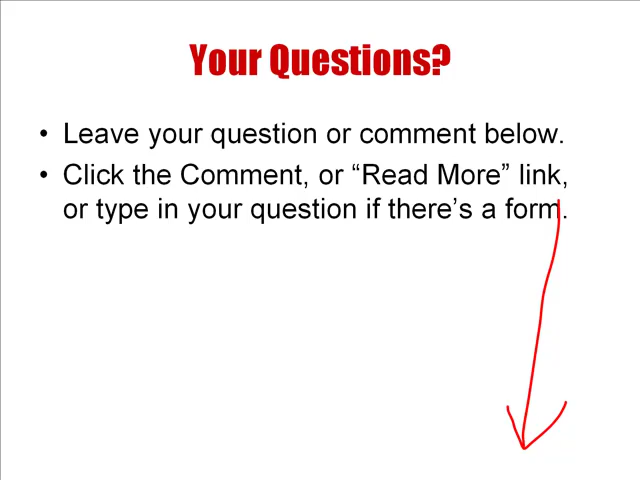 Your Questions?
• Leave your question or comment below.
• Click the Comment, or “Read More” link,
or type in your question if there’s a form.